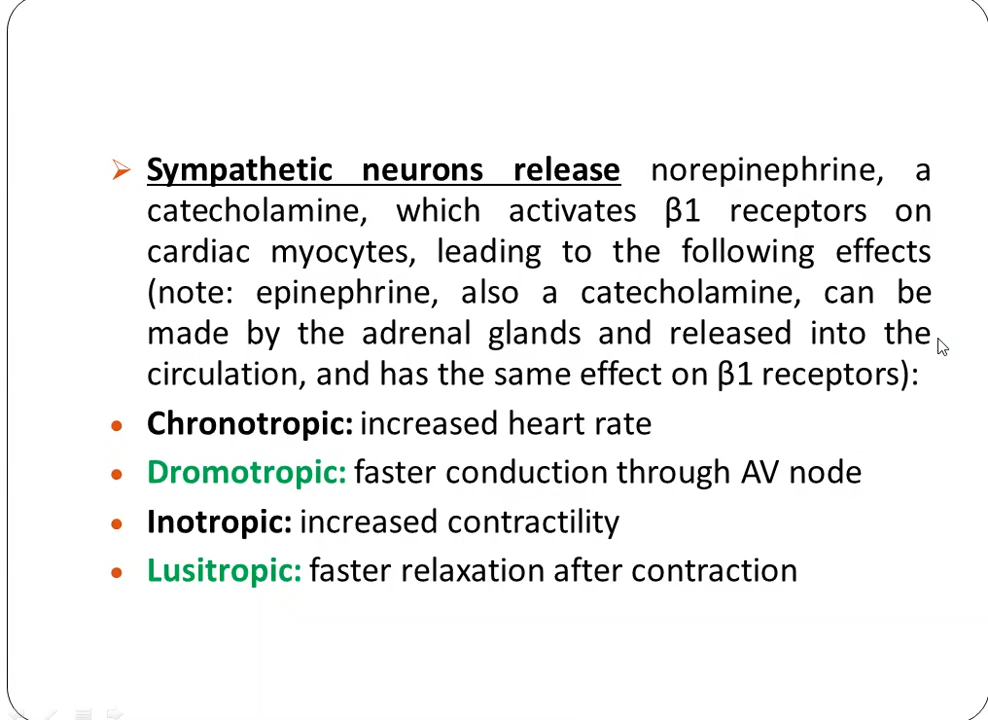 Sympathetic neurons release norepinephrine, a
catecholamine, which activates β1 receptors on
cardiac myocytes, leading to the following effects
(note: epinephrine, also a catecholamine, can be
made by the adrenal glands and released into the
circulation, and has the same effect on β1 receptors):
Chronotropic: increased heart rate
Dromotropic: faster conduction through AV node
Inotropic: increased contractility
Lusitropic: faster relaxation after contraction